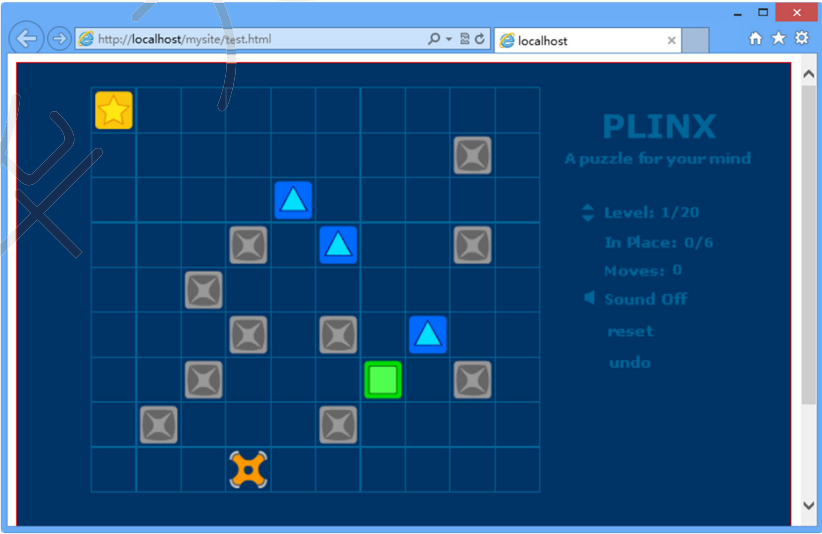 http://localhost/mysite/test.html
localhost
PLINX
A puzzle for your mind
Level: 1/20
In Place: 0/6
Moves: 0
Sound Off
reset
undo